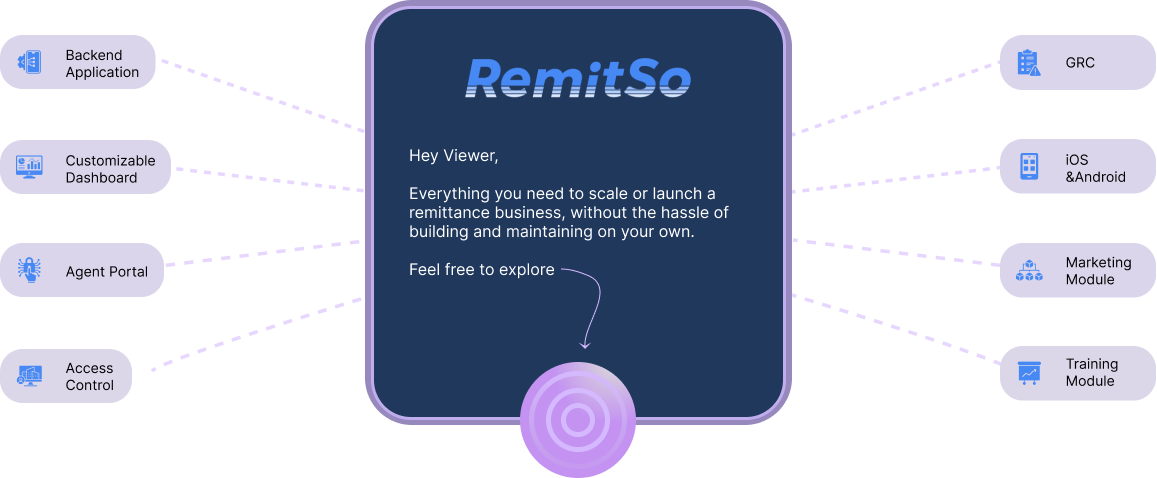 Backend
Application
Customizable
Dashboard
Agent Portal
Access
Control
RemitSo
Hey Viewer,
Everything you need to scale or launch a
remittance business, without the hassle of
building and maintaining on your own.
Feel free to explore
GRC
iOS
&Android
Marketing
Module
Training
Module